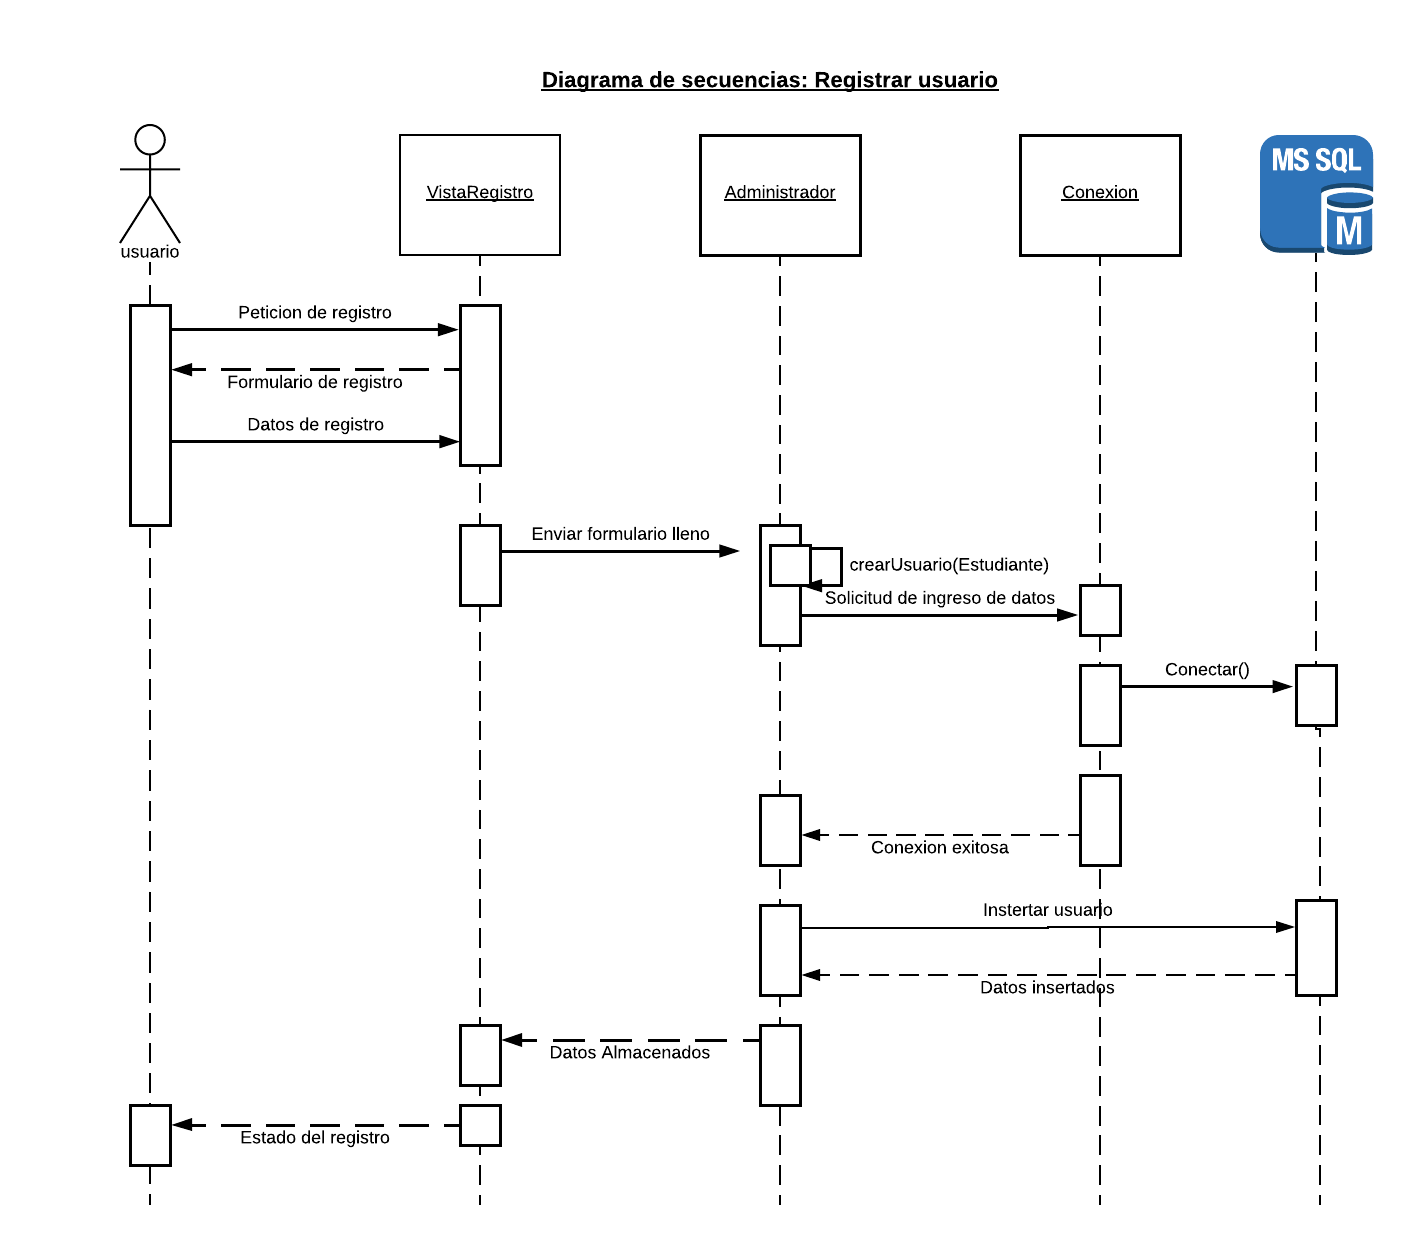 Diagrama de secuencias: Registrar usuario
usuario
VistaRegistro
Administrador
Conexion
MS SQL
M
Peticion de registro
Formulario de registro
Datos de registro
Enviar formulario lleno
crearUsuario(Estudiante)
Solicitud de ingreso de datos
Conectar()
Conexion exitosa
Instertar usuario
Datos insertados
Datos Almacenados
Estado del registro